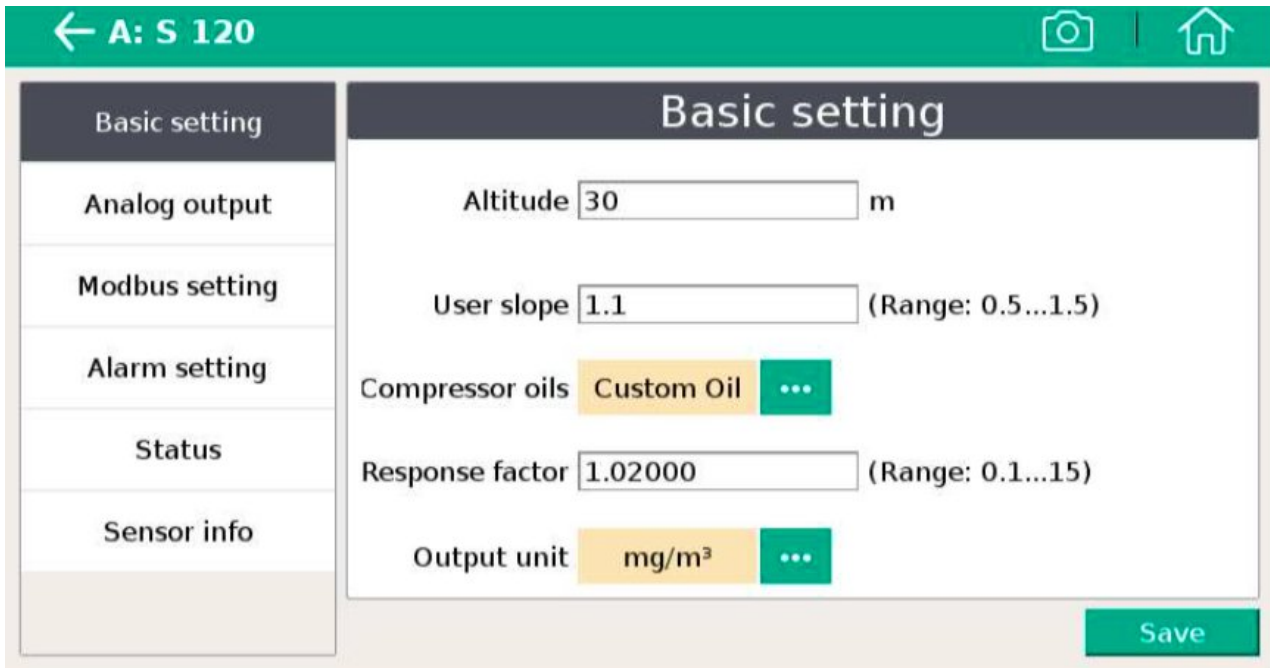 A: S 120
Basic setting
Analog output
Modbus setting
Alarm setting
Status
Sensor info
Basic setting
Altitude 30 m
User slope 1.1 (Range: 0.5...1.5)
Compressor oils Custom Oil ...
Response factor 1.02000 (Range: 0.1...15)
Output unit mg/m³ ...
Save